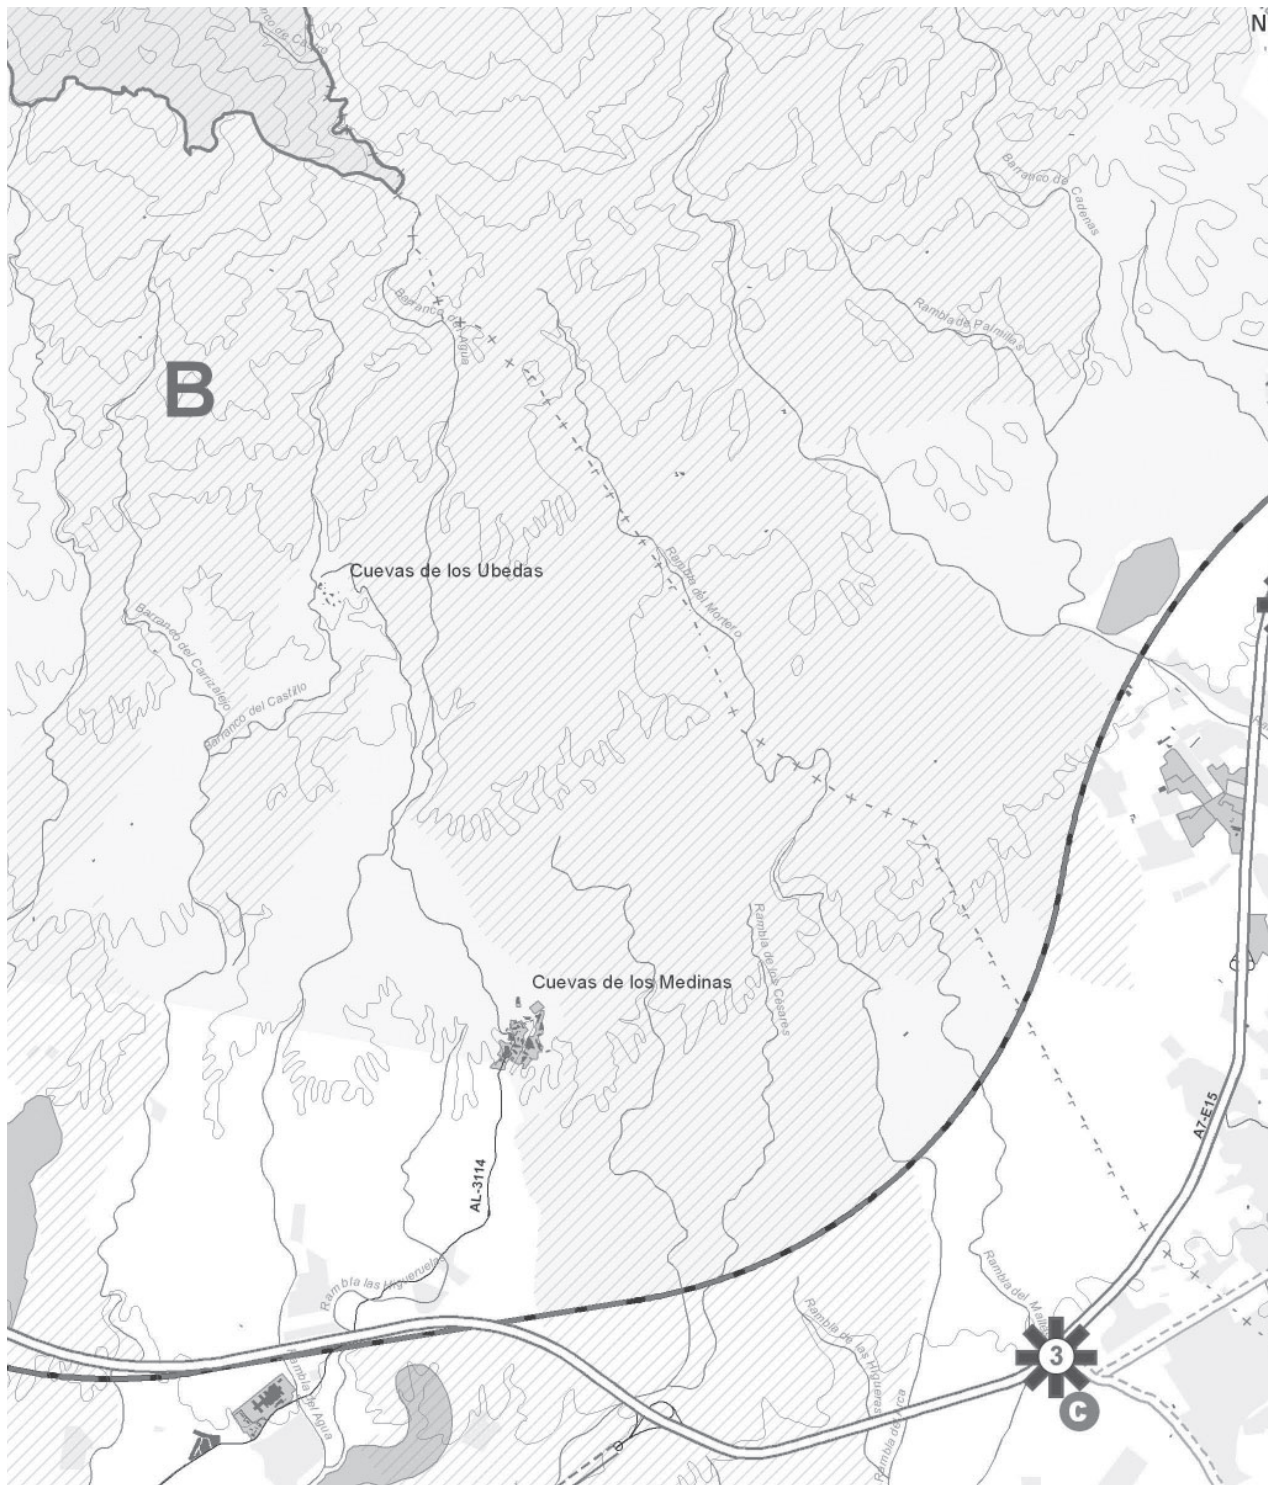 N
Barranco de Cadenas
Barranco del Agua
Rambla de Palmillas
B
Cuevas de los Ubedas
Rambla del Mortero
Barranco del Carrizalejo
Barranco del Castillo
Rambla de los Césares
Cuevas de los Medinas
A7-E15
AL-3114
Rambla las Higueruelas
Rambla de las Higueras
3
C
Rambla del Agua